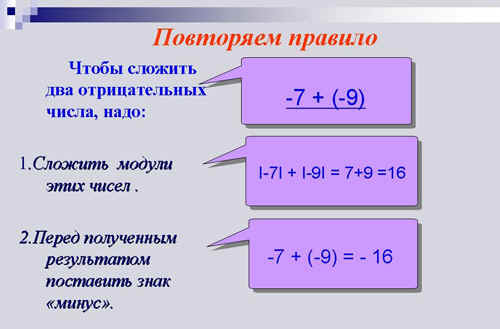 Повторяем правило
Чтобы сложить
два отрицательных
числа, надо:
-7 + (-9)
1.Сложить модули
этих чисел .
I-7I + I-9I = 7+9 =16
2.Перед полученным
результатом
поставить знак
«минус».
-7 + (-9) = - 16